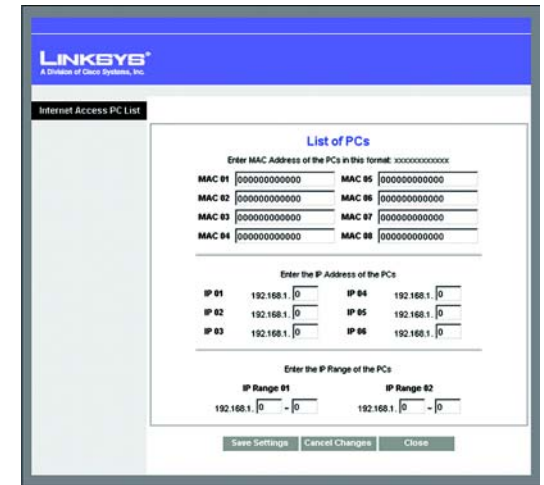 LINKSYS®
A Division of Cisco Systems, Inc.
Internet Access PC List
List of PCs
Enter MAC Address of the PCs in this format: xxxxxxxxxxxx
MAC 01 000000000000 MAC 05 000000000000
MAC 02 000000000000 MAC 06 000000000000
MAC 03 000000000000 MAC 07 000000000000
MAC 04 000000000000 MAC 08 000000000000
Enter the IP Address of the PCs
IP 01 192.168.1. 0 IP 04 192.168.1. 0
IP 02 192.168.1. 0 IP 05 192.168.1. 0
IP 03 192.168.1. 0 IP 06 192.168.1. 0
Enter the IP Range of the PCs
IP Range 01 IP Range 02
192.168.1. 0 ~ 0 192.168.1. 0 ~ 0
Save Settings Cancel Changes Close